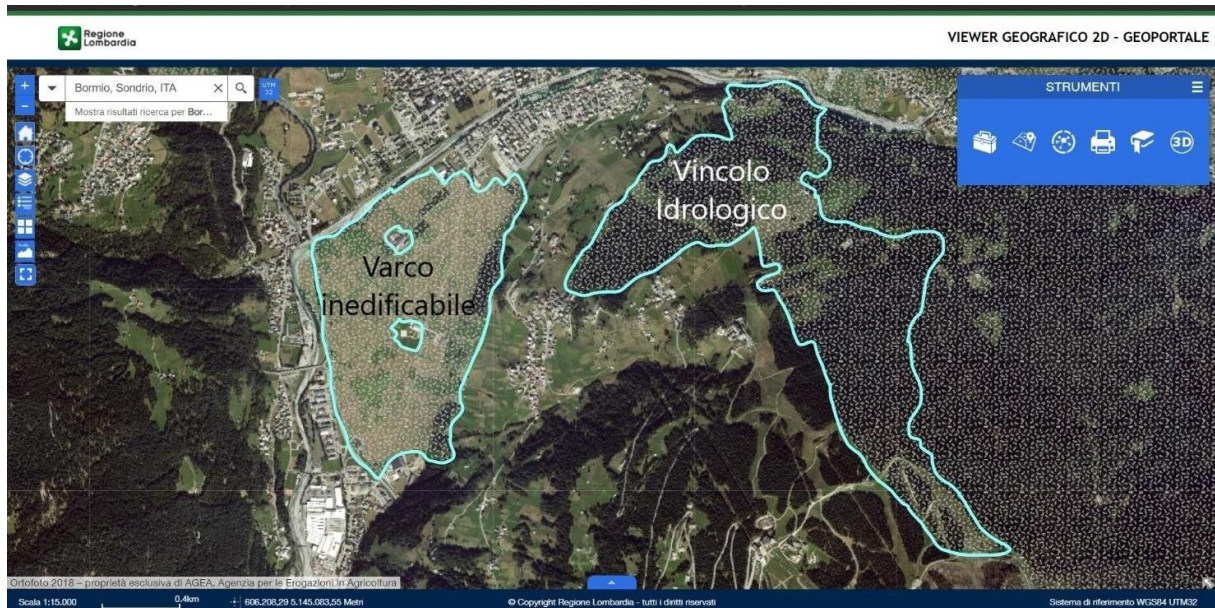 Regione
Lombardia
VIEWER GEOGRAFICO 2D - GEOPORTALE
+
Bormio, Sondrio, ITA
UTM
32
Mostra risultati ricerca per Bor...
-
STRUMENTI
3D
Vincolo
Idrologico
Varco
inedificabile
Ortofoto 2018 – proprietà esclusiva di AGEA, Agenzia per le Erogazioni in Agricoltura
Scala 1:15.000
0.4km
606.208,29 5.145.083,55 Metri
© Copyright Regione Lombardia - tutti i diritti riservati
Sistema di riferimento WGS84 UTM32